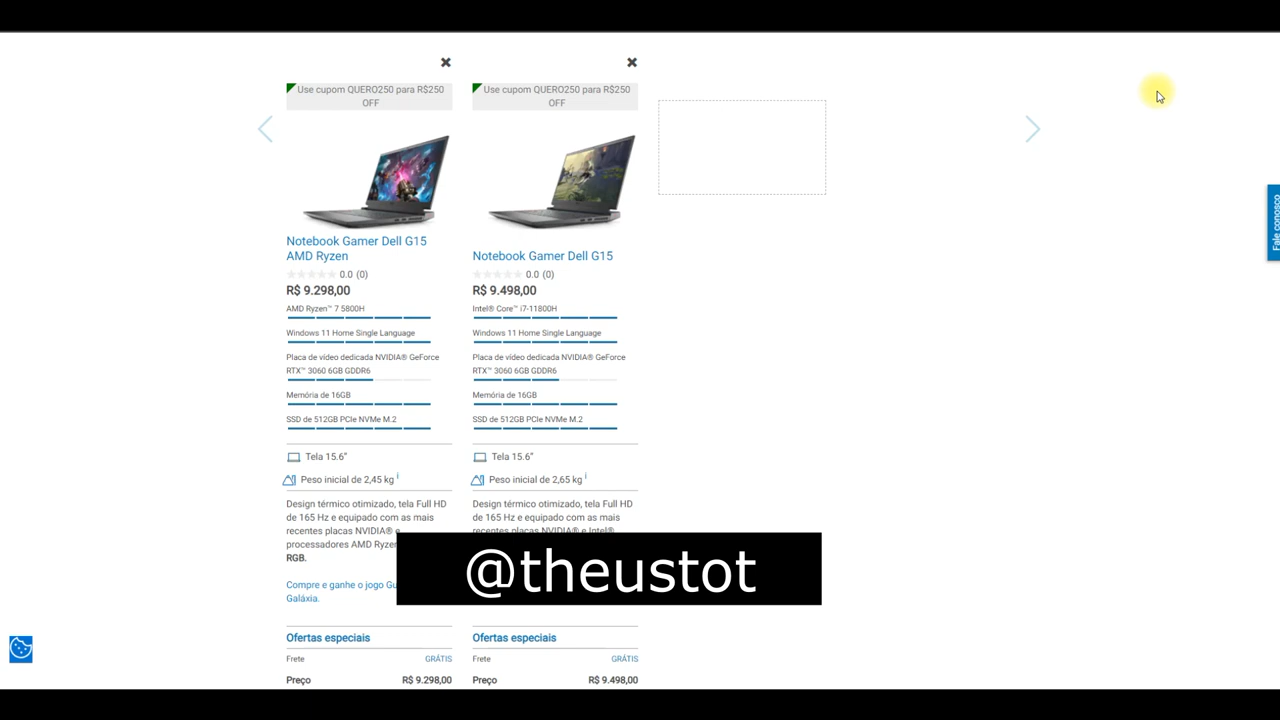 Use cupom QUERO250 para R$250
OFF
Notebook Gamer Dell G15
AMD Ryzen
0.0 (0)
R$ 9.298,00
AMD Ryzen™ 7 5800H
Windows 11 Home Single Language
Placa de vídeo dedicada NVIDIA® GeForce
RTX™ 3060 6GB GDDR6
Memória de 16GB
SSD de 512GB PCIe NVMe M.2
Tela 15.6”
Peso inicial de 2,45 kg i
Design térmico otimizado, tela Full HD
de 165 Hz e equipado com as mais
recentes placas NVIDIA® e
processadores AMD Ryzen
RGB.
Compre e ganhe o jogo
Galáxia.
Ofertas especiais
Frete GRÁTIS
Preço R$ 9.298,00
Use cupom QUERO250 para R$250
OFF
Notebook Gamer Dell G15
0.0 (0)
R$ 9.498,00
Intel® Core™ i7-11800H
Windows 11 Home Single Language
Placa de vídeo dedicada NVIDIA® GeForce
RTX™ 3060 6GB GDDR6
Memória de 16GB
SSD de 512GB PCIe NVMe M.2
Tela 15.6”
Peso inicial de 2,65 kg i
Design térmico otimizado, tela Full HD
de 165 Hz e equipado com as mais
recentes placas NVIDIA® e Intel®
Ofertas especiais
Frete GRÁTIS
Preço R$ 9.498,00
@theustot
Fale conosco